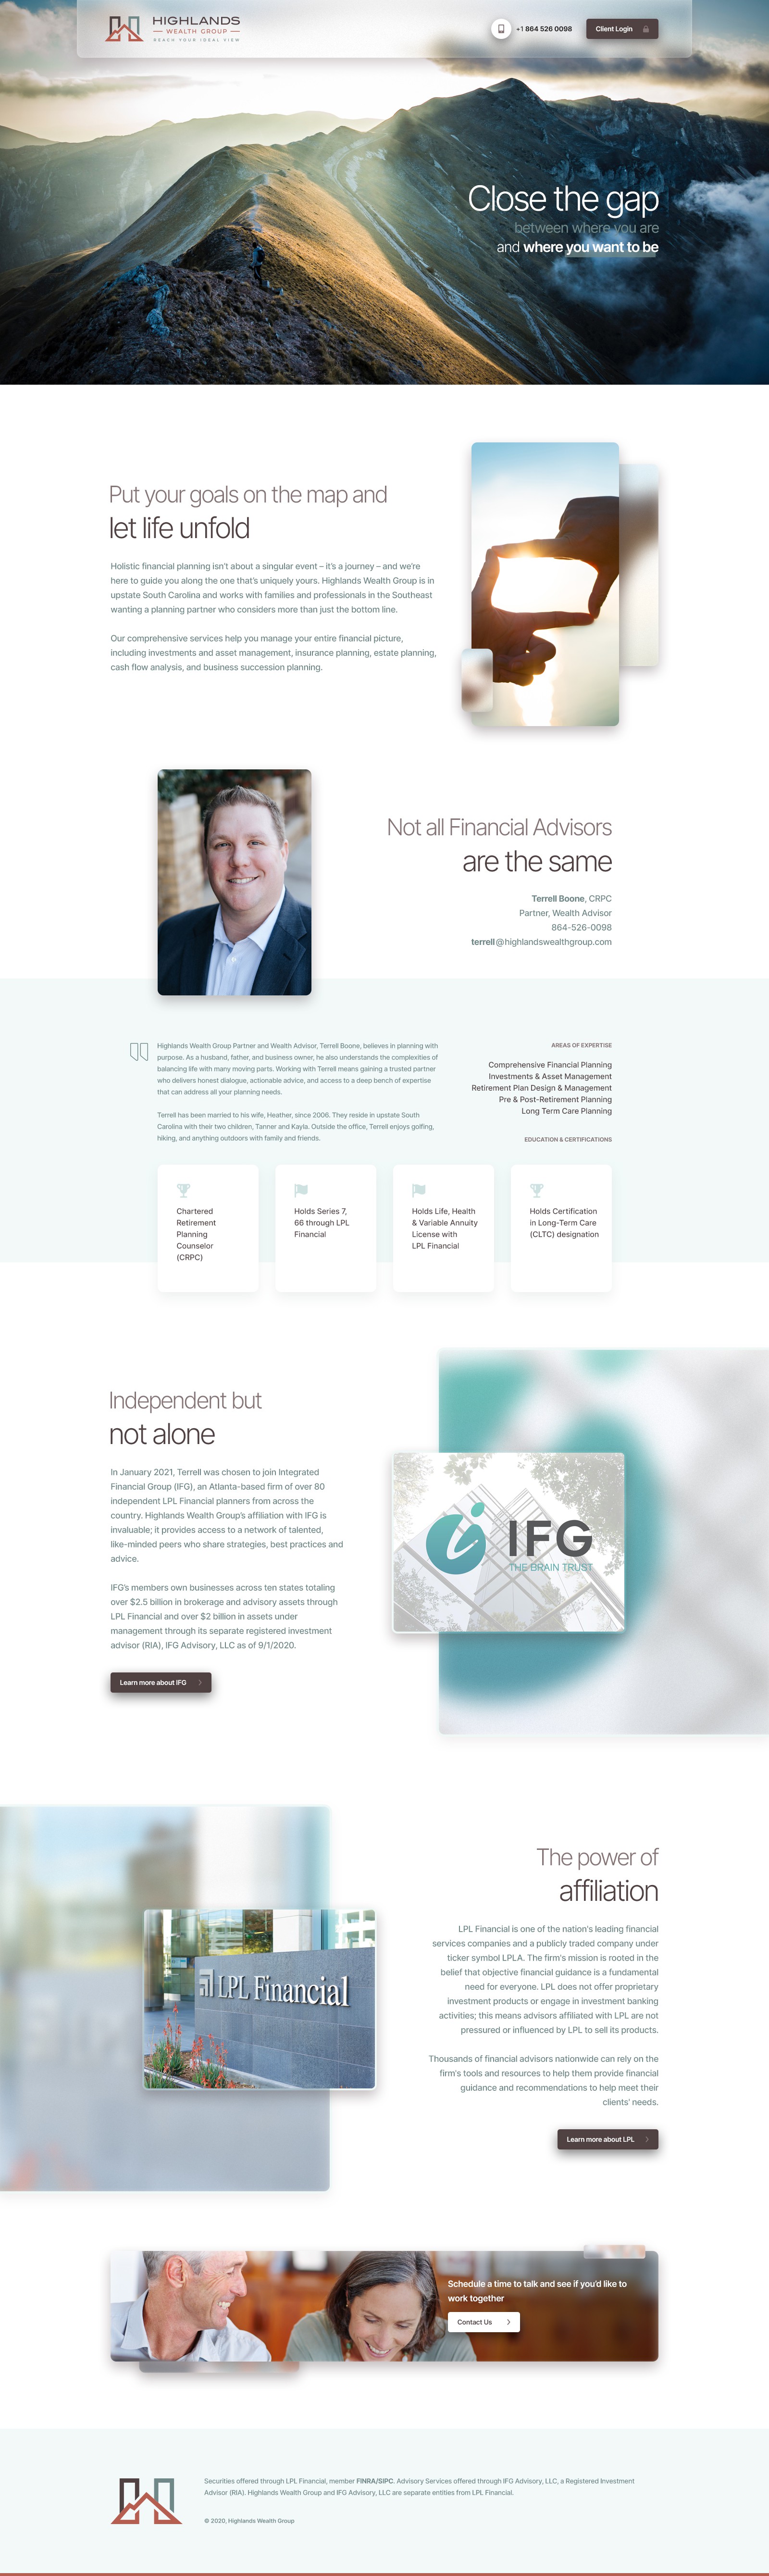 HIGHLANDS
WEALTH GROUP
REACH YOUR IDEAL VIEW
+1 864 526 0098
Client Login
Close the gap
between where you are
and where you want to be
Put your goals on the map and
let life unfold
Holistic financial planning isn't about a singular event – it's a journey – and we're
here to guide you along the one that's uniquely yours. Highlands Wealth Group is in
upstate South Carolina and works with families and professionals in the Southeast
wanting a planning partner who considers more than just the bottom line.
Our comprehensive services help you manage your entire financial picture,
including investments and asset management, insurance planning, estate planning,
cash flow analysis, and business succession planning.
Not all Financial Advisors
are the same
Terrell Boone, CRPC
Partner, Wealth Advisor
864-526-0098
terrell@highlandswealthgroup.com
Highlands Wealth Group Partner and Wealth Advisor, Terrell Boone, believes in planning with
purpose. As a husband, father, and business owner, he also understands the complexities of
balancing life with many moving parts. Working with Terrell means gaining a trusted partner
who delivers honest dialogue, actionable advice, and access to a deep bench of expertise
that can address all your planning needs.
Terrell has been married to his wife, Heather, since 2006. They reside in upstate South
Carolina with their two children, Tanner and Kayla. Outside the office, Terrell enjoys golfing,
hiking, and anything outdoors with family and friends.
AREAS OF EXPERTISE
Comprehensive Financial Planning
Investments & Asset Management
Retirement Plan Design & Management
Pre & Post-Retirement Planning
Long Term Care Planning
EDUCATION & CERTIFICATIONS
Chartered
Retirement
Planning
Counselor
(CRPC)
Holds Series 7,
66 through LPL
Financial
Holds Life, Health
& Variable Annuity
License with
LPL Financial
Holds Certification
in Long-Term Care
(CLTC) designation
Independent but
not alone
In January 2021, Terrell was chosen to join Integrated
Financial Group (IFG), an Atlanta-based firm of over 80
independent LPL Financial planners from across the
country. Highlands Wealth Group's affiliation with IFG is
invaluable; it provides access to a network of talented,
like-minded peers who share strategies, best practices and
advice.
IFG's members own businesses across ten states totaling
over $2.5 billion in brokerage and advisory assets through
LPL Financial and over $2 billion in assets under
management through its separate registered investment
advisor (RIA), IFG Advisory, LLC as of 9/1/2020.
Learn more about IFG
IFG
THE BRAIN TRUST
The power of
affiliation
LPL Financial is one of the nation's leading financial
services companies and a publicly traded company under
ticker symbol LPLA. The firm's mission is rooted in the
belief that objective financial guidance is a fundamental
need for everyone. LPL does not offer proprietary
investment products or engage in investment banking
activities; this means advisors affiliated with LPL are not
pressured or influenced by LPL to sell its products.
Thousands of financial advisors nationwide can rely on the
firm's tools and resources to help them provide financial
guidance and recommendations to help meet their
clients' needs.
Learn more about LPL
LPL Financial
Schedule a time to talk and see if you'd like to
work together
Contact Us
Securities offered through LPL Financial, member FINRA/SIPC. Advisory Services offered through IFG Advisory, LLC, a Registered Investment
Advisor (RIA). Highlands Wealth Group and IFG Advisory, LLC are separate entities from LPL Financial.
© 2020, Highlands Wealth Group